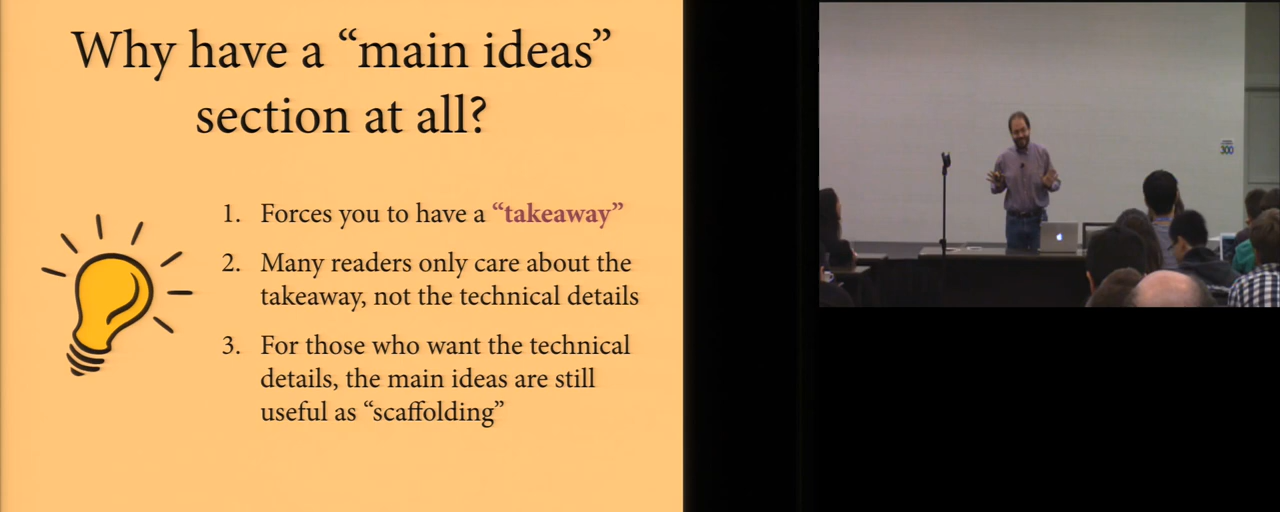 Why have a “main ideas”
section at all?
1. Forces you to have a “takeaway”
2. Many readers only care about the
takeaway, not the technical details
3. For those who want the technical
details, the main ideas are still
useful as “scaffolding”
300